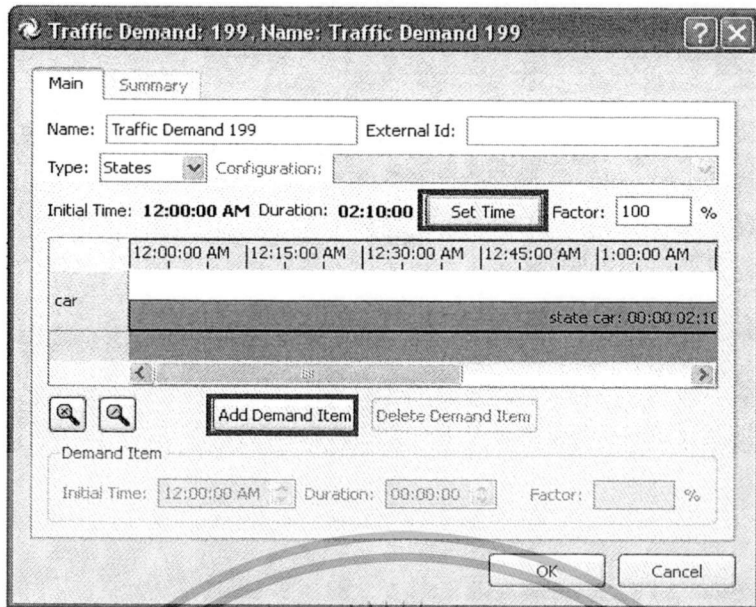 Traffic Demand: 199, Name: Traffic Demand 199
Main Summary
Name: Traffic Demand 199 External Id:
Type: States Configuration:
Initial Time: 12:00:00 AM Duration: 02:10:00 Set Time Factor: 100 %
12:00:00 AM 12:15:00 AM 12:30:00 AM 12:45:00 AM 1:00:00 AM
car
state car: 00:00 02:10
Add Demand Item Delete Demand Item
Demand Item
Initial Time: 12:00:00 AM Duration: 00:00:00 Factor: %
OK Cancel